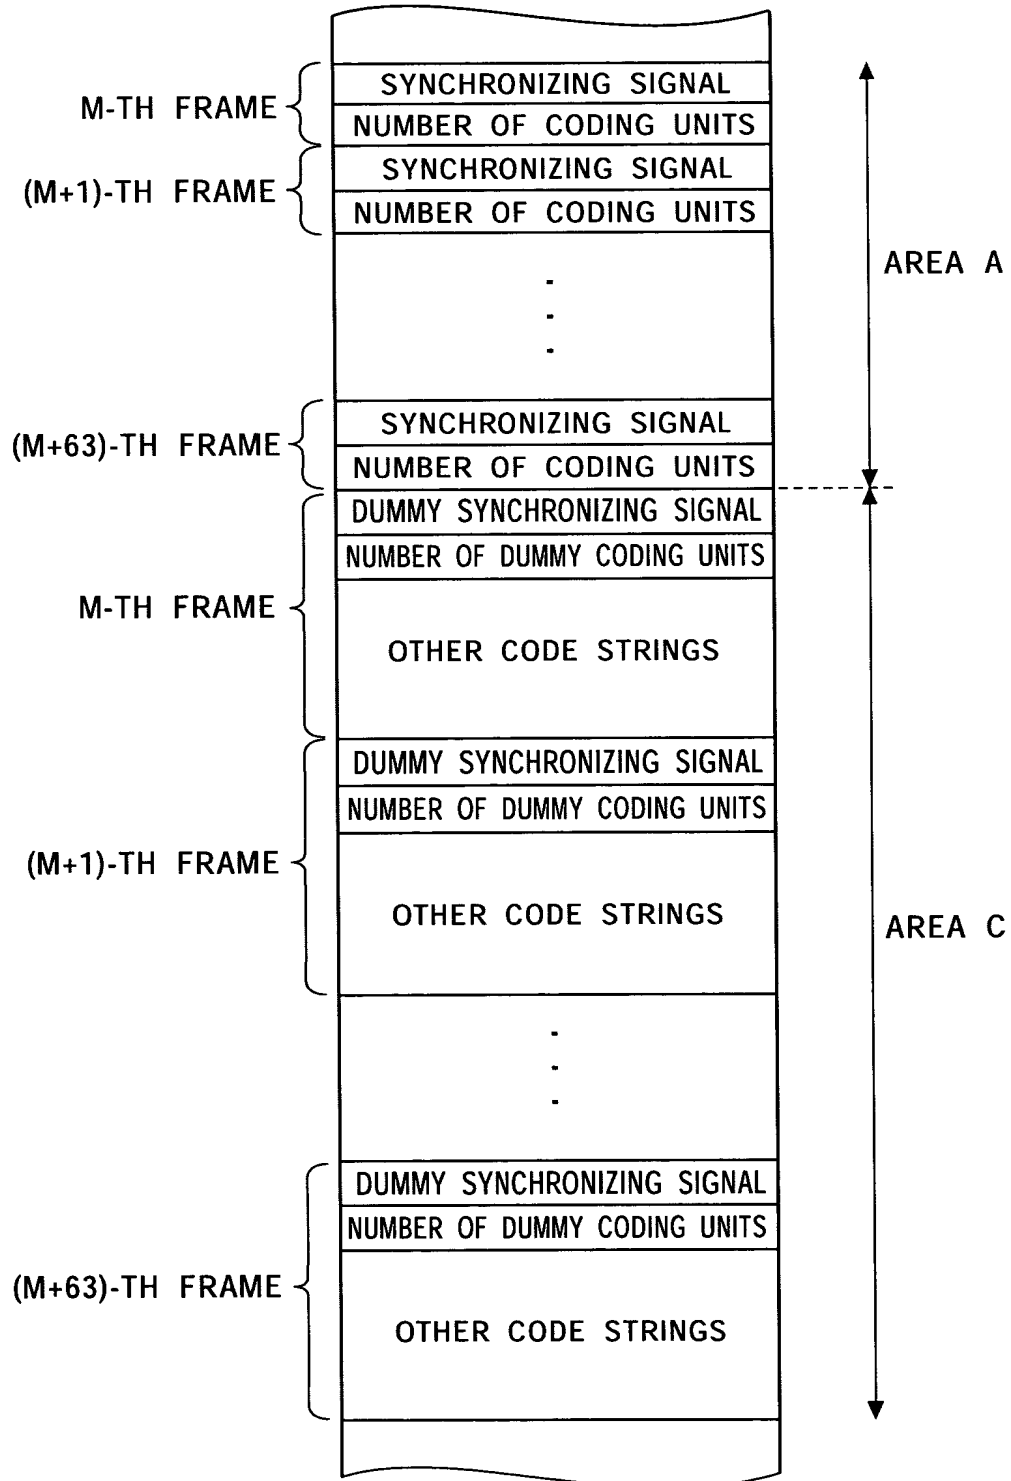 SYNCHRONIZING SIGNAL
M-TH FRAME
NUMBER OF CODING UNITS
SYNCHRONIZING SIGNAL
(M+1)-TH FRAME
NUMBER OF CODING UNITS
AREA A
SYNCHRONIZING SIGNAL
(M+63)-TH FRAME
NUMBER OF CODING UNITS
DUMMY SYNCHRONIZING SIGNAL
NUMBER OF DUMMY CODING UNITS
M-TH FRAME
OTHER CODE STRINGS
DUMMY SYNCHRONIZING SIGNAL
NUMBER OF DUMMY CODING UNITS
(M+1)-TH FRAME
OTHER CODE STRINGS
AREA C
DUMMY SYNCHRONIZING SIGNAL
NUMBER OF DUMMY CODING UNITS
(M+63)-TH FRAME
OTHER CODE STRINGS